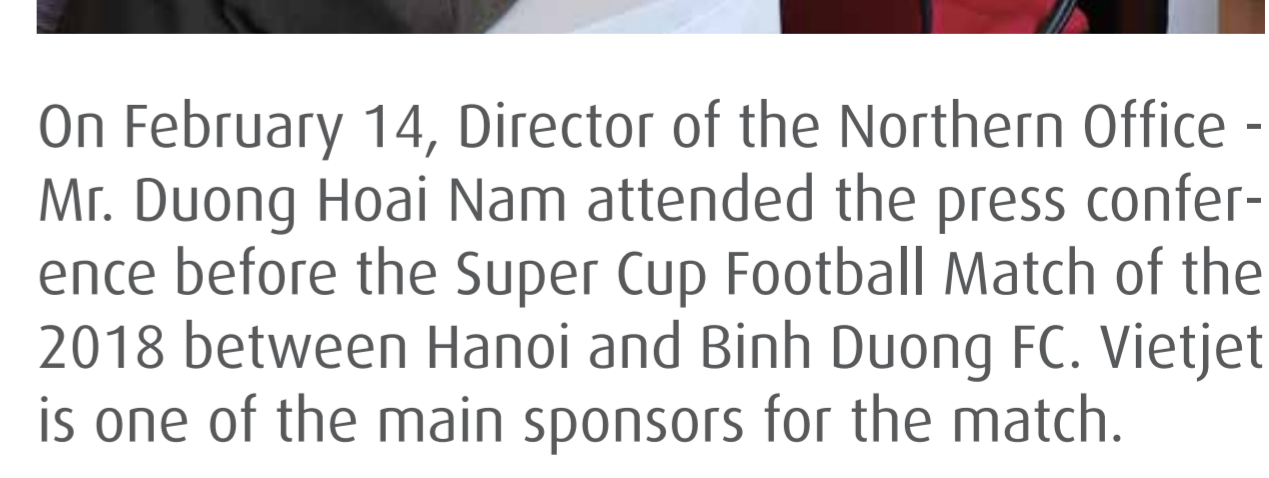 On February 14, Director of the Northern Office -
Mr. Duong Hoai Nam attended the press confer-
ence before the Super Cup Football Match of the
2018 between Hanoi and Binh Duong FC. Vietjet
is one of the main sponsors for the match.